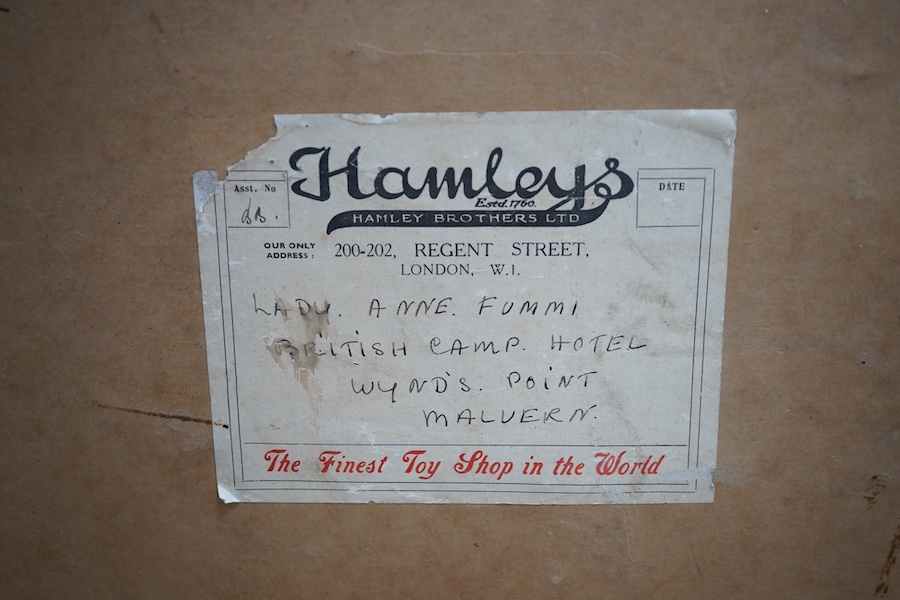 Hamleys
Estd. 1760.
HAMLEY BROTHERS LTD
Asst. No
DATE
OUR ONLY ADDRESS: 200-202, REGENT STREET,
LONDON, W.1.
LADY. ANNE. FUMMI
BRITISH CAMP. HOTEL
WYND'S. POINT
MALVERN.
The Finest Toy Shop in the World